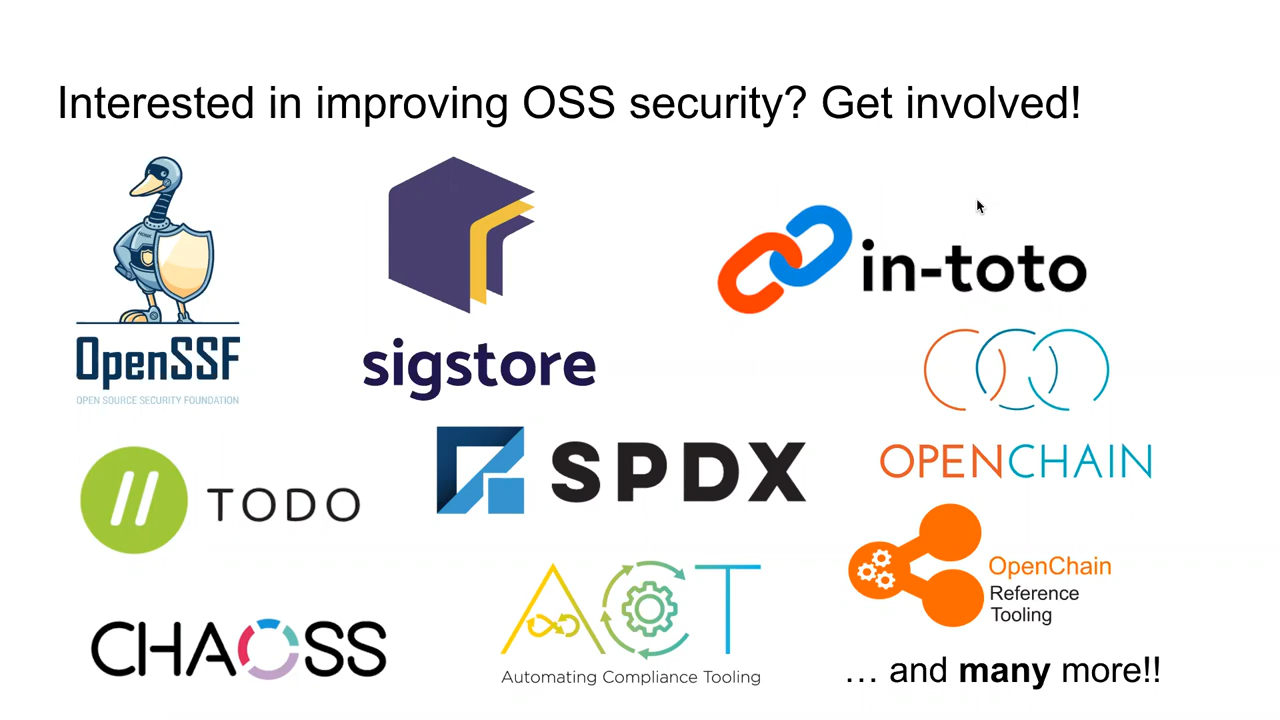 Interested in improving OSS security? Get involved!
OpenSSF
OPEN SOURCE SECURITY FOUNDATION
sigstore
in-toto
OPENCHAIN
// TODO
SPDX
OpenChain
Reference
Tooling
CHAOSS
ACT
Automating Compliance Tooling
… and many more!!